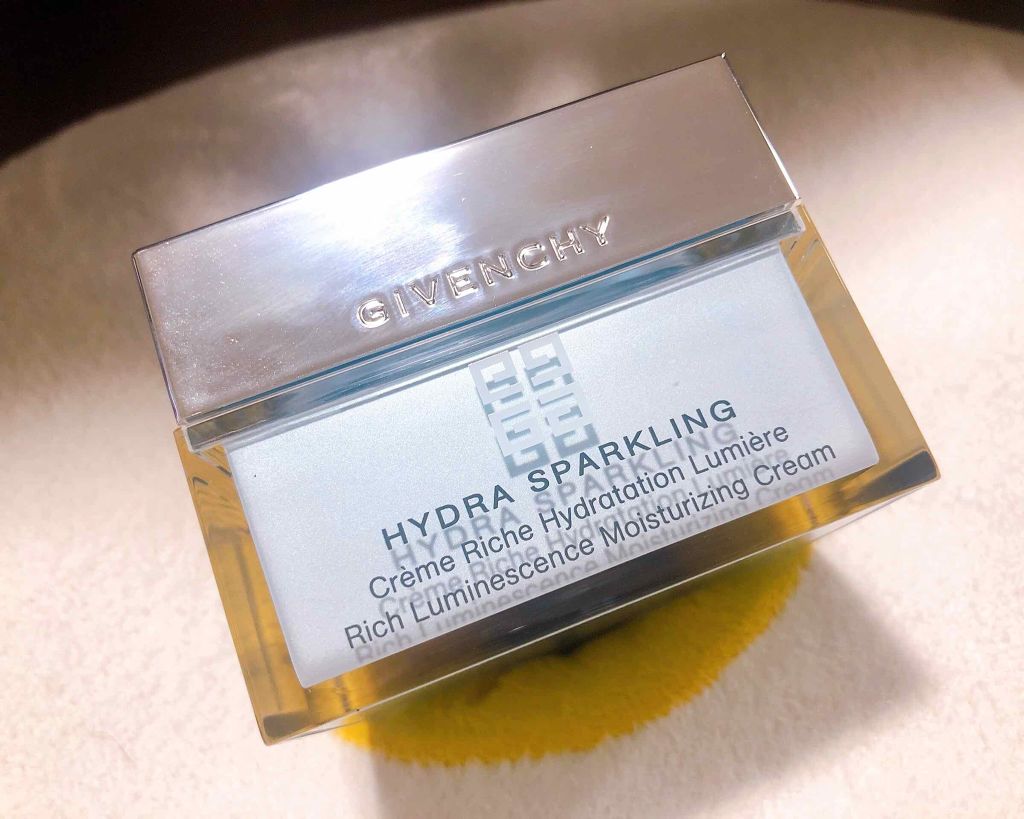 GIVENCHY
HYDRA SPARKLING
Crème Riche Hydratation Lumière
Rich Luminescence Moisturizing Cream